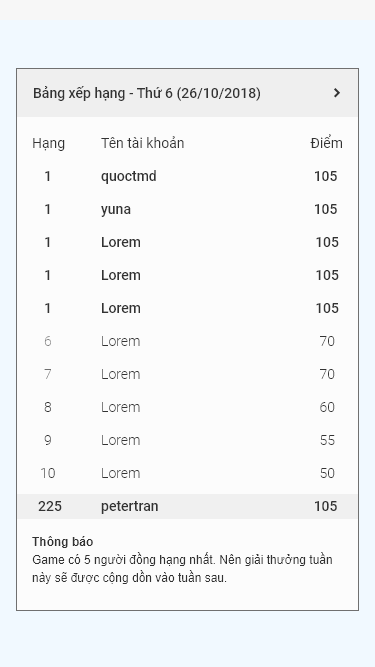 Bảng xếp hạng - Thứ 6 (26/10/2018)
Hạng Tên tài khoản Điểm
1 quoctmd 105
1 yuna 105
1 Lorem 105
1 Lorem 105
1 Lorem 105
6 Lorem 70
7 Lorem 70
8 Lorem 60
9 Lorem 55
10 Lorem 50
225 petertran 105
Thông báo
Game có 5 người đồng hạng nhất. Nên giải thưởng tuần
này sẽ được cộng dồn vào tuần sau.